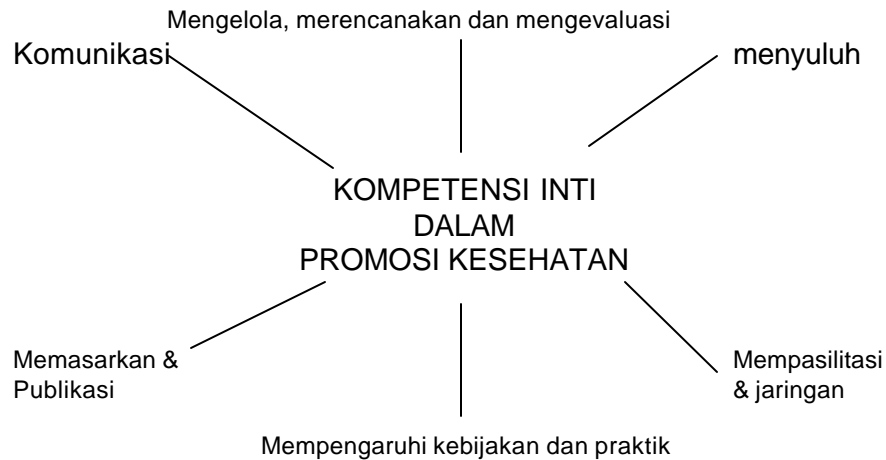 Mengelola, merencanakan dan mengevaluasi
Komunikasi
menyuluh
KOMPETENSI INTI
DALAM
PROMOSI KESEHATAN
Memasarkan &
Publikasi
Mempasilitasi
& jaringan
Mempengaruhi kebijakan dan praktik